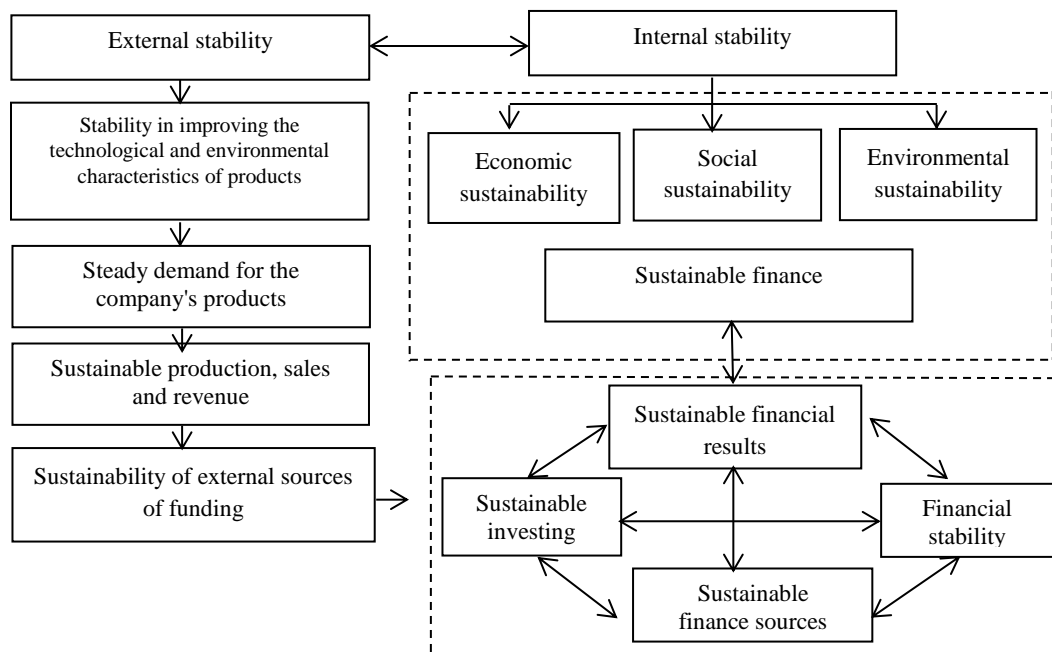 External stability
Internal stability
Stability in improving the
technological and environmental
characteristics of products
Economic
sustainability
Social
sustainability
Environmental
sustainability
Steady demand for the
company's products
Sustainable finance
Sustainable production, sales
and revenue
Sustainable financial
results
Sustainability of external sources
of funding
Sustainable
investing
Financial
stability
Sustainable
finance sources